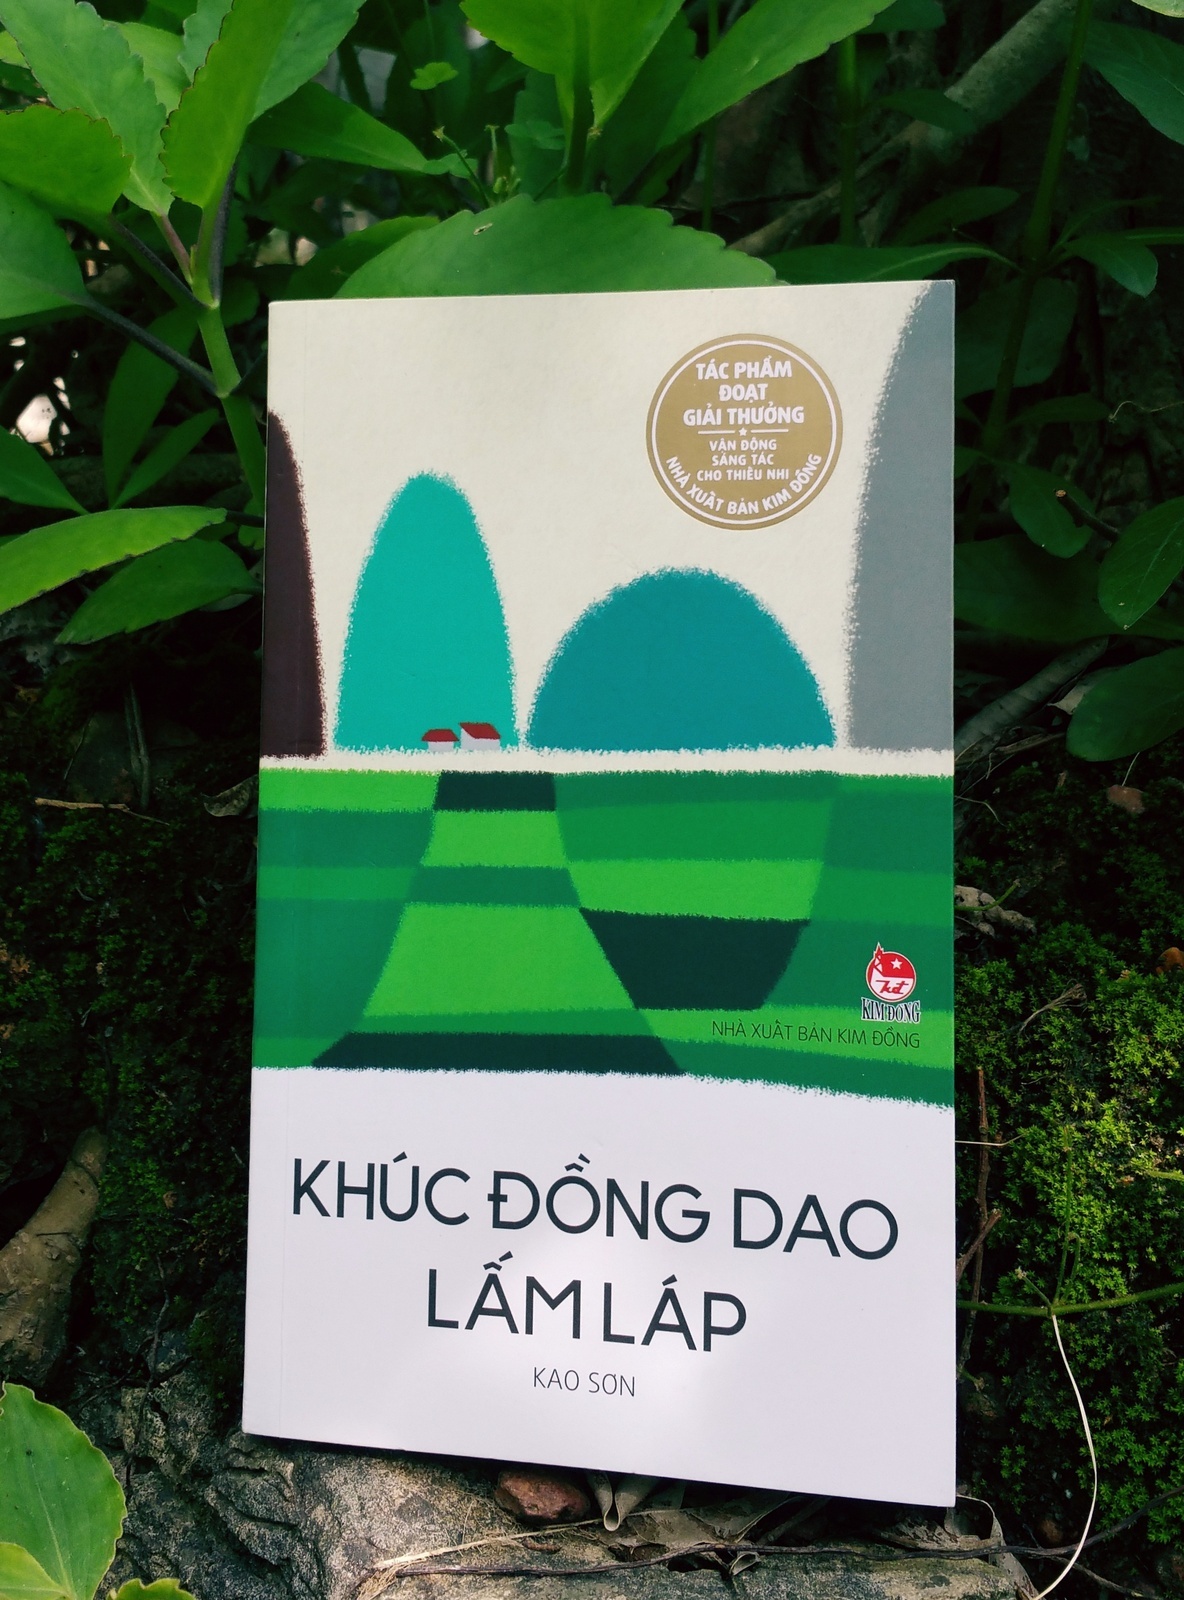 TÁC PHẨM
ĐOẠT
GIẢI THƯỞNG
VẬN ĐỘNG
SÁNG TÁC
CHO THIẾU NHI
NHÀ XUẤT BẢN KIM ĐỒNG
kđ
KIM ĐỒNG
NHÀ XUẤT BẢN KIM ĐỒNG
KHÚC ĐỒNG DAO
LẤM LÁP
KAO SƠN